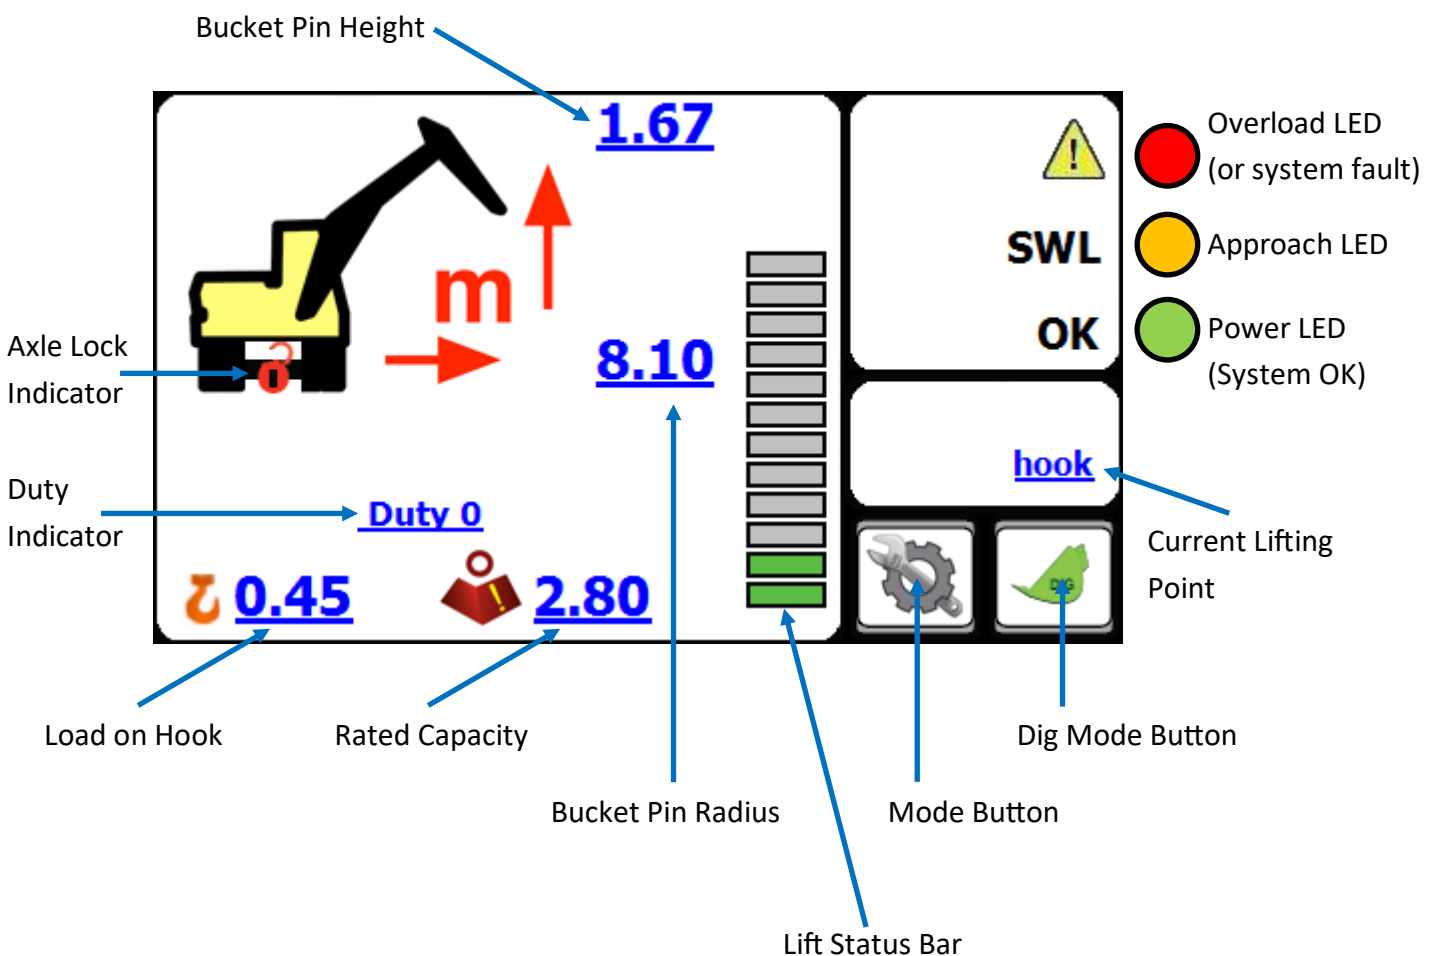 Bucket Pin Height
1.67
Overload LED
(or system fault)
SWL
Approach LED
m
OK
Power LED
(System OK)
Axle Lock
Indicator
8.10
hook
Duty
Indicator
Duty 0
Current Lifting
Point
DIG
0.45
2.80
Load on Hook
Rated Capacity
Dig Mode Button
Bucket Pin Radius
Mode Button
Lift Status Bar